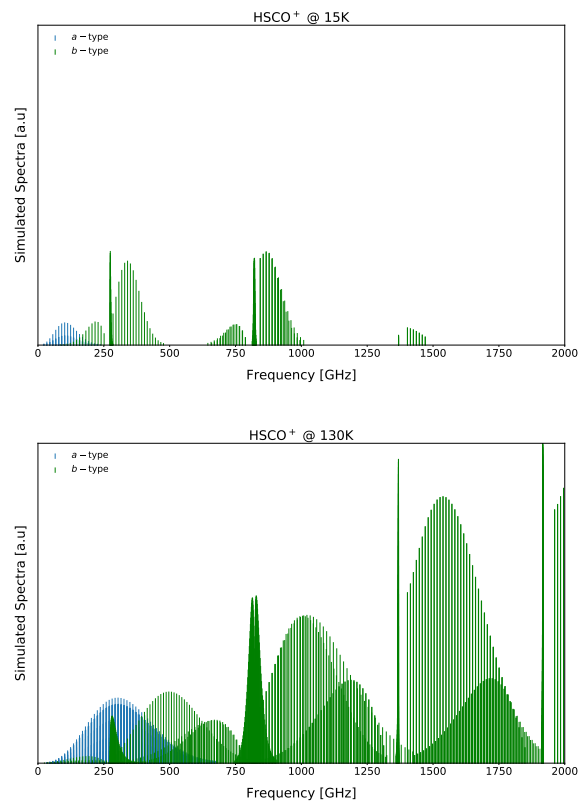 HSCO⁺ @ 15K
a − type
b − type
Simulated Spectra [a.u]
0 250 500 750 1000 1250 1500 1750 2000
Frequency [GHz]
HSCO⁺ @ 130K
a − type
b − type
Simulated Spectra [a.u]
0 250 500 750 1000 1250 1500 1750 2000
Frequency [GHz]